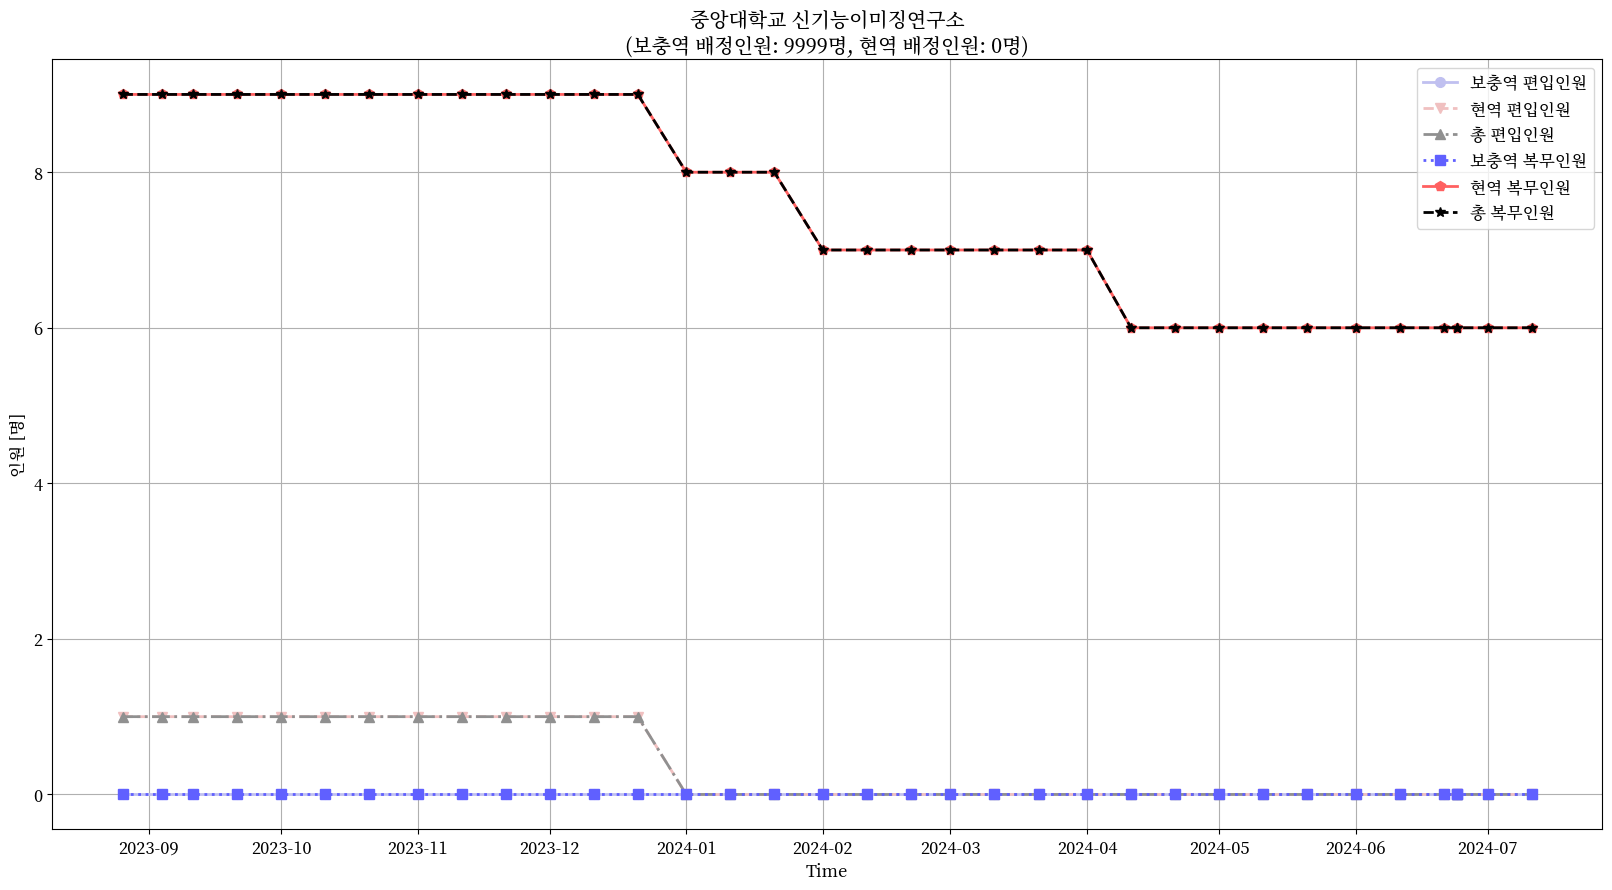 중앙대학교 신기능이미징연구소
(보충역 배정인원: 9999명, 현역 배정인원: 0명)
보충역 편입인원
현역 편입인원
총 편입인원
보충역 복무인원
현역 복무인원
총 복무인원
인원 [명]
8
6
4
2
0
2023-09 2023-10 2023-11 2023-12 2024-01 2024-02 2024-03 2024-04 2024-05 2024-06 2024-07
Time